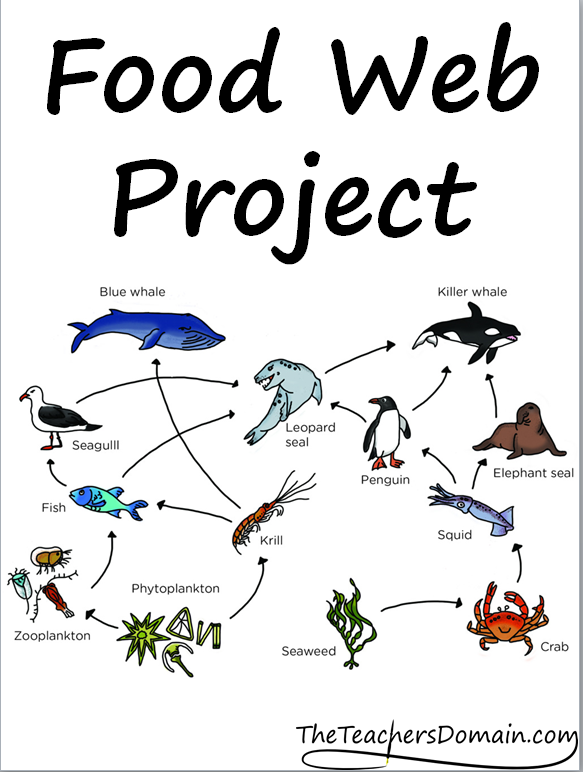 Food Web
Project
Blue whale
Killer whale
Seagulll
Leopard
seal
Penguin
Elephant seal
Fish
Krill
Squid
Zooplankton
Phytoplankton
Seaweed
Crab
TheTeachersDomain.com